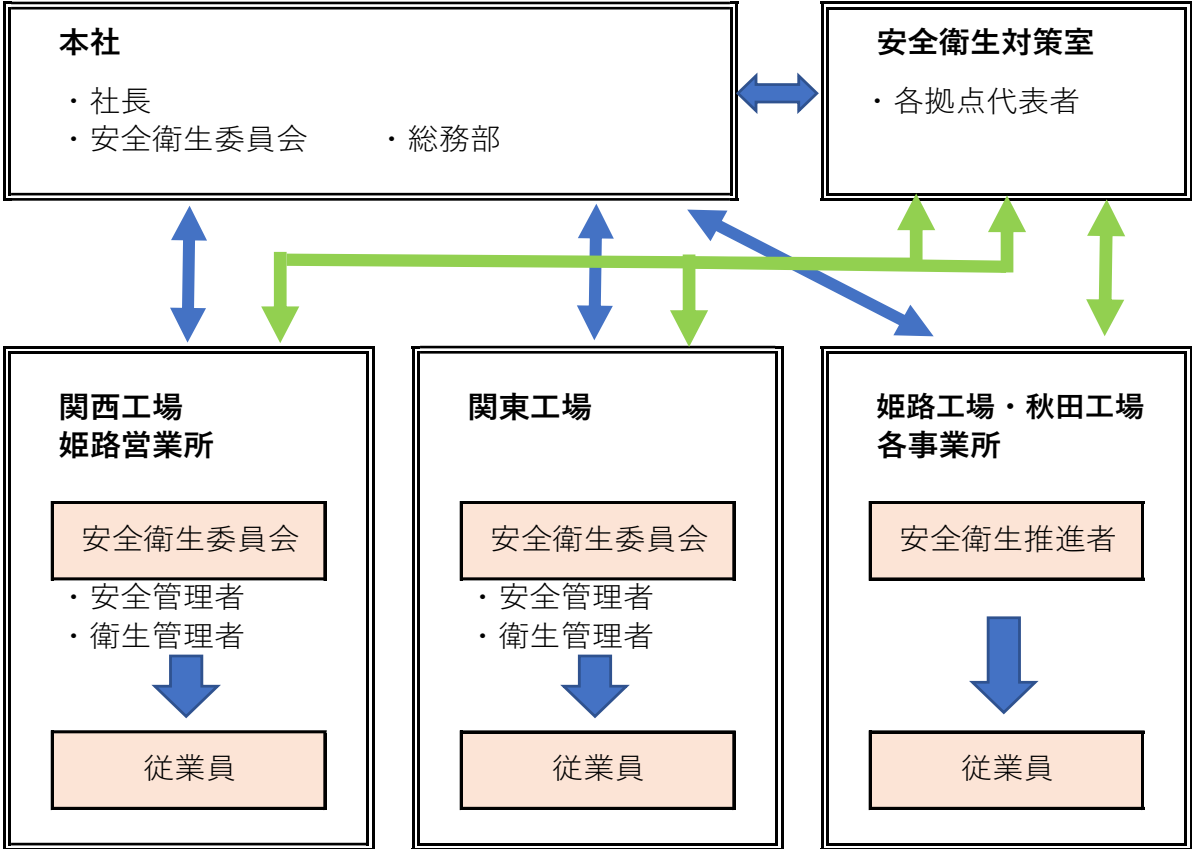 本社
・社長
・安全衛生委員会　　・総務部
安全衛生対策室
・各拠点代表者
関西工場
姫路営業所
安全衛生委員会
・安全管理者
・衛生管理者
従業員
関東工場
安全衛生委員会
・安全管理者
・衛生管理者
従業員
姫路工場・秋田工場
各事業所
安全衛生推進者
従業員